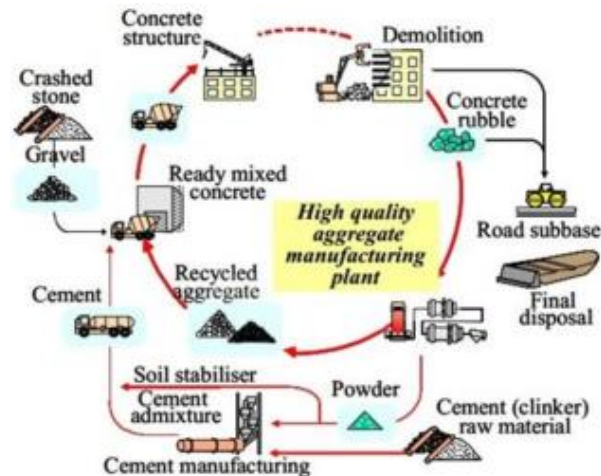 Concrete
structure
Demolition
Crashed
stone
Gravel
Concrete
rubble
Ready mixed
concrete
High quality
aggregate
manufacturing
plant
Road subbase
Final
disposal
Recycled
aggregate
Cement
Soil stabiliser
Cement
admixture
Powder
Cement (clinker)
raw material
Cement manufacturing